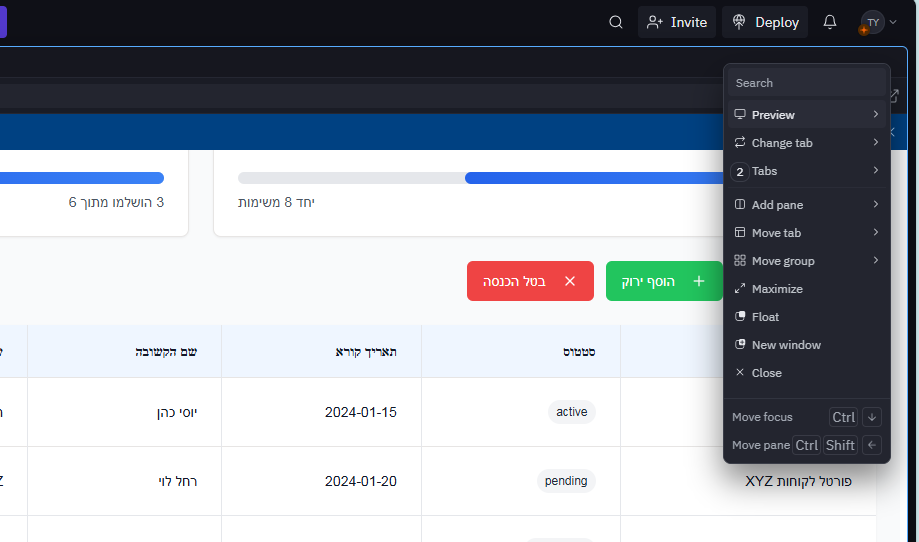 Invite
Deploy
TY
Search
Preview
Change tab
2 Tabs
Add pane
Move tab
Move group
Maximize
Float
New window
Close
Move focus Ctrl ↓
Move pane Ctrl Shift ←
3 הושלמו מתוך 6
יחד 8 משימות
הוסף ירוק +
בטל הכנסה ×
סטטוס
תאריך קורא
שם הקשובה
active
2024-01-15
יוסי כהן
פורטל לקוחות XYZ
pending
2024-01-20
רחל לוי